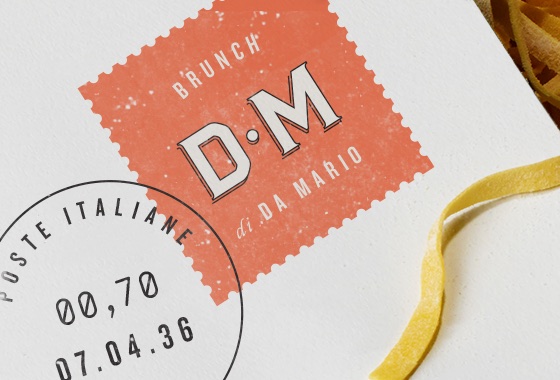 BRUNCH
D·M
di DA MARIO
POSTE ITALIANE
00,70
07.04.36